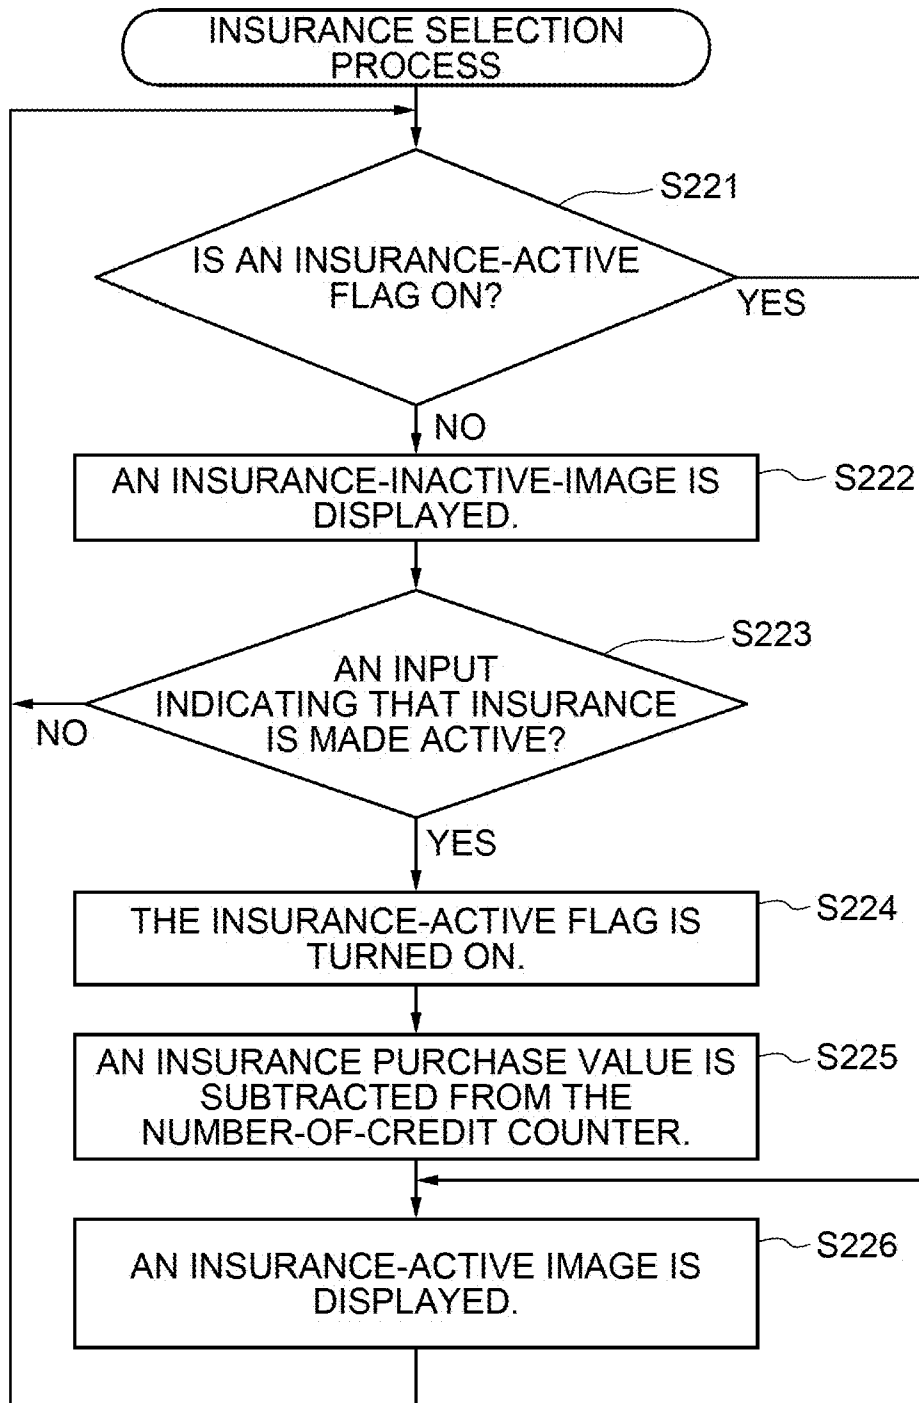 INSURANCE SELECTION
PROCESS
S221
IS AN INSURANCE-ACTIVE
FLAG ON?
YES
NO
AN INSURANCE-INACTIVE-IMAGE IS
DISPLAYED.
S222
S223
AN INPUT
INDICATING THAT INSURANCE
IS MADE ACTIVE?
NO
YES
THE INSURANCE-ACTIVE FLAG IS
TURNED ON.
S224
AN INSURANCE PURCHASE VALUE IS
SUBTRACTED FROM THE
NUMBER-OF-CREDIT COUNTER.
S225
AN INSURANCE-ACTIVE IMAGE IS
DISPLAYED.
S226